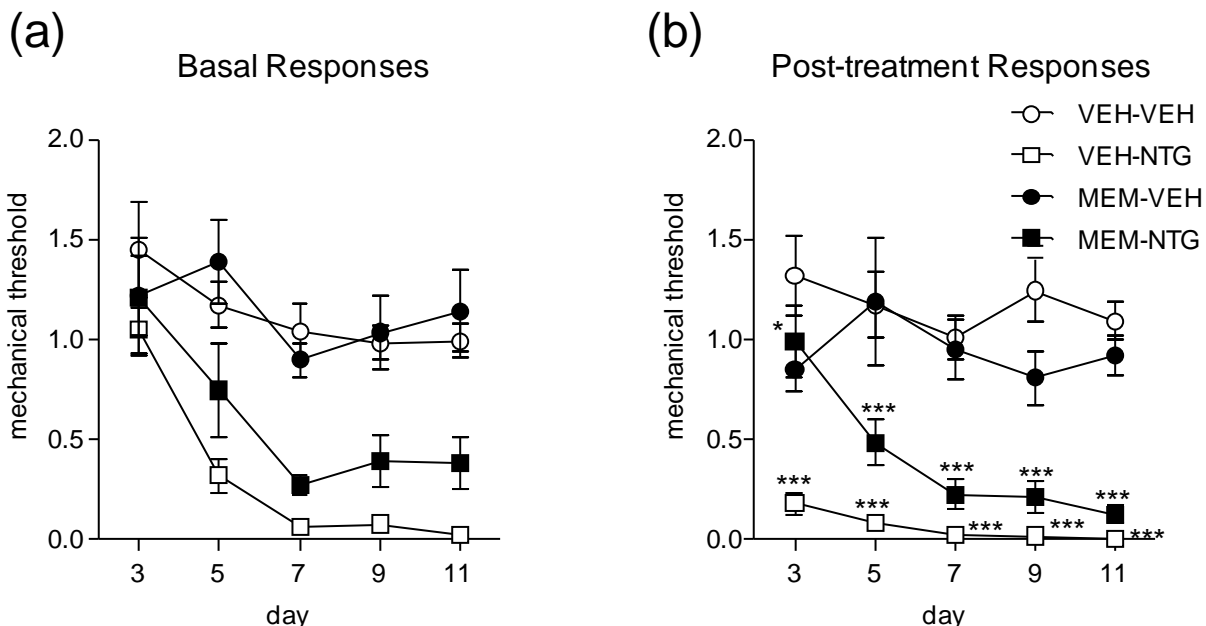 (a)
Basal Responses
mechanical threshold
2.0
1.5
1.0
0.5
0.0
3 5 7 9 11
day
(b)
Post-treatment Responses
VEH-VEH
VEH-NTG
MEM-VEH
MEM-NTG
mechanical threshold
2.0
1.5
1.0
0.5
0.0
*
***
***
***
***
***
***
***
***
***
3 5 7 9 11
day